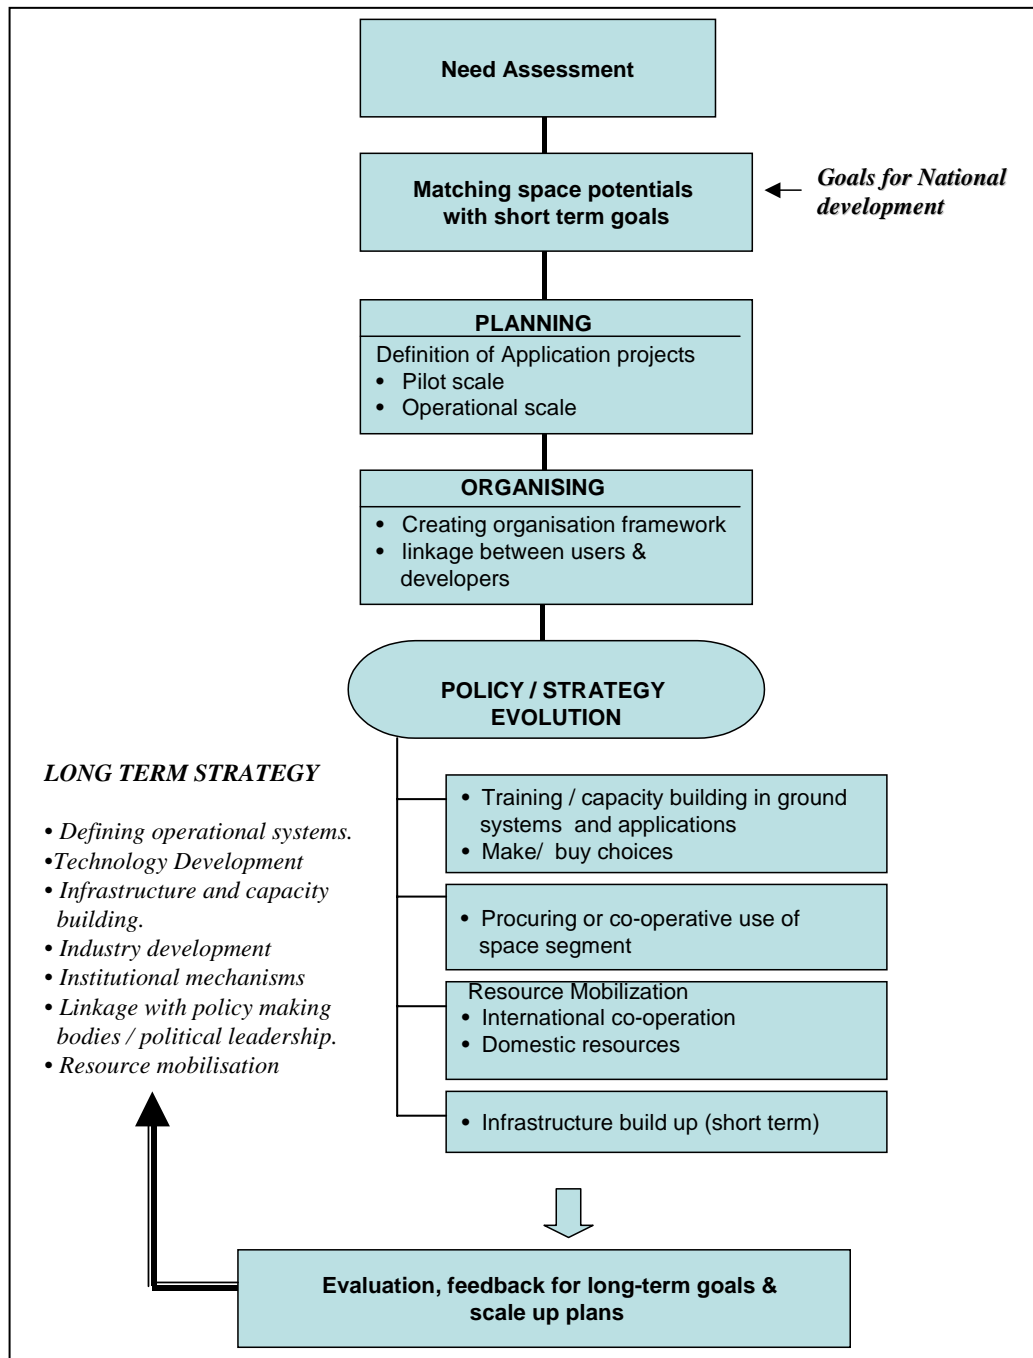 Need Assessment
Matching space potentials
with short term goals
Goals for National
development
PLANNING
Definition of Application projects
• Pilot scale
• Operational scale
ORGANISING
• Creating organisation framework
• linkage between users &
developers
POLICY / STRATEGY
EVOLUTION
LONG TERM STRATEGY
• Defining operational systems.
•Technology Development
• Infrastructure and capacity
building.
• Industry development
• Institutional mechanisms
• Linkage with policy making
bodies / political leadership.
• Resource mobilisation
• Training / capacity building in ground
systems and applications
• Make/ buy choices
• Procuring or co-operative use of
space segment
Resource Mobilization
• International co-operation
• Domestic resources
• Infrastructure build up (short term)
Evaluation, feedback for long-term goals &
scale up plans